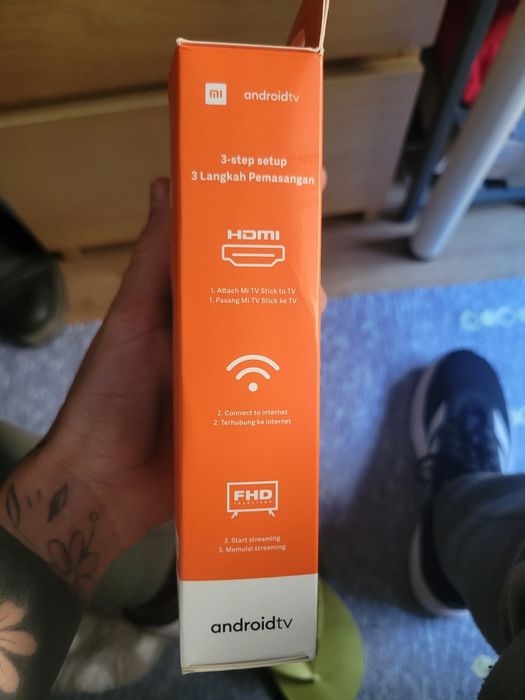 mi androidtv
3-step setup
3 Langkah Pemasangan
HDMI
1. Attach Mi TV Stick to TV
1. Pasang Mi TV Stick ke TV
2. Connect to internet
2. Terhubung ke internet
FHD
3. Start streaming
3. Memulai streaming
androidtv